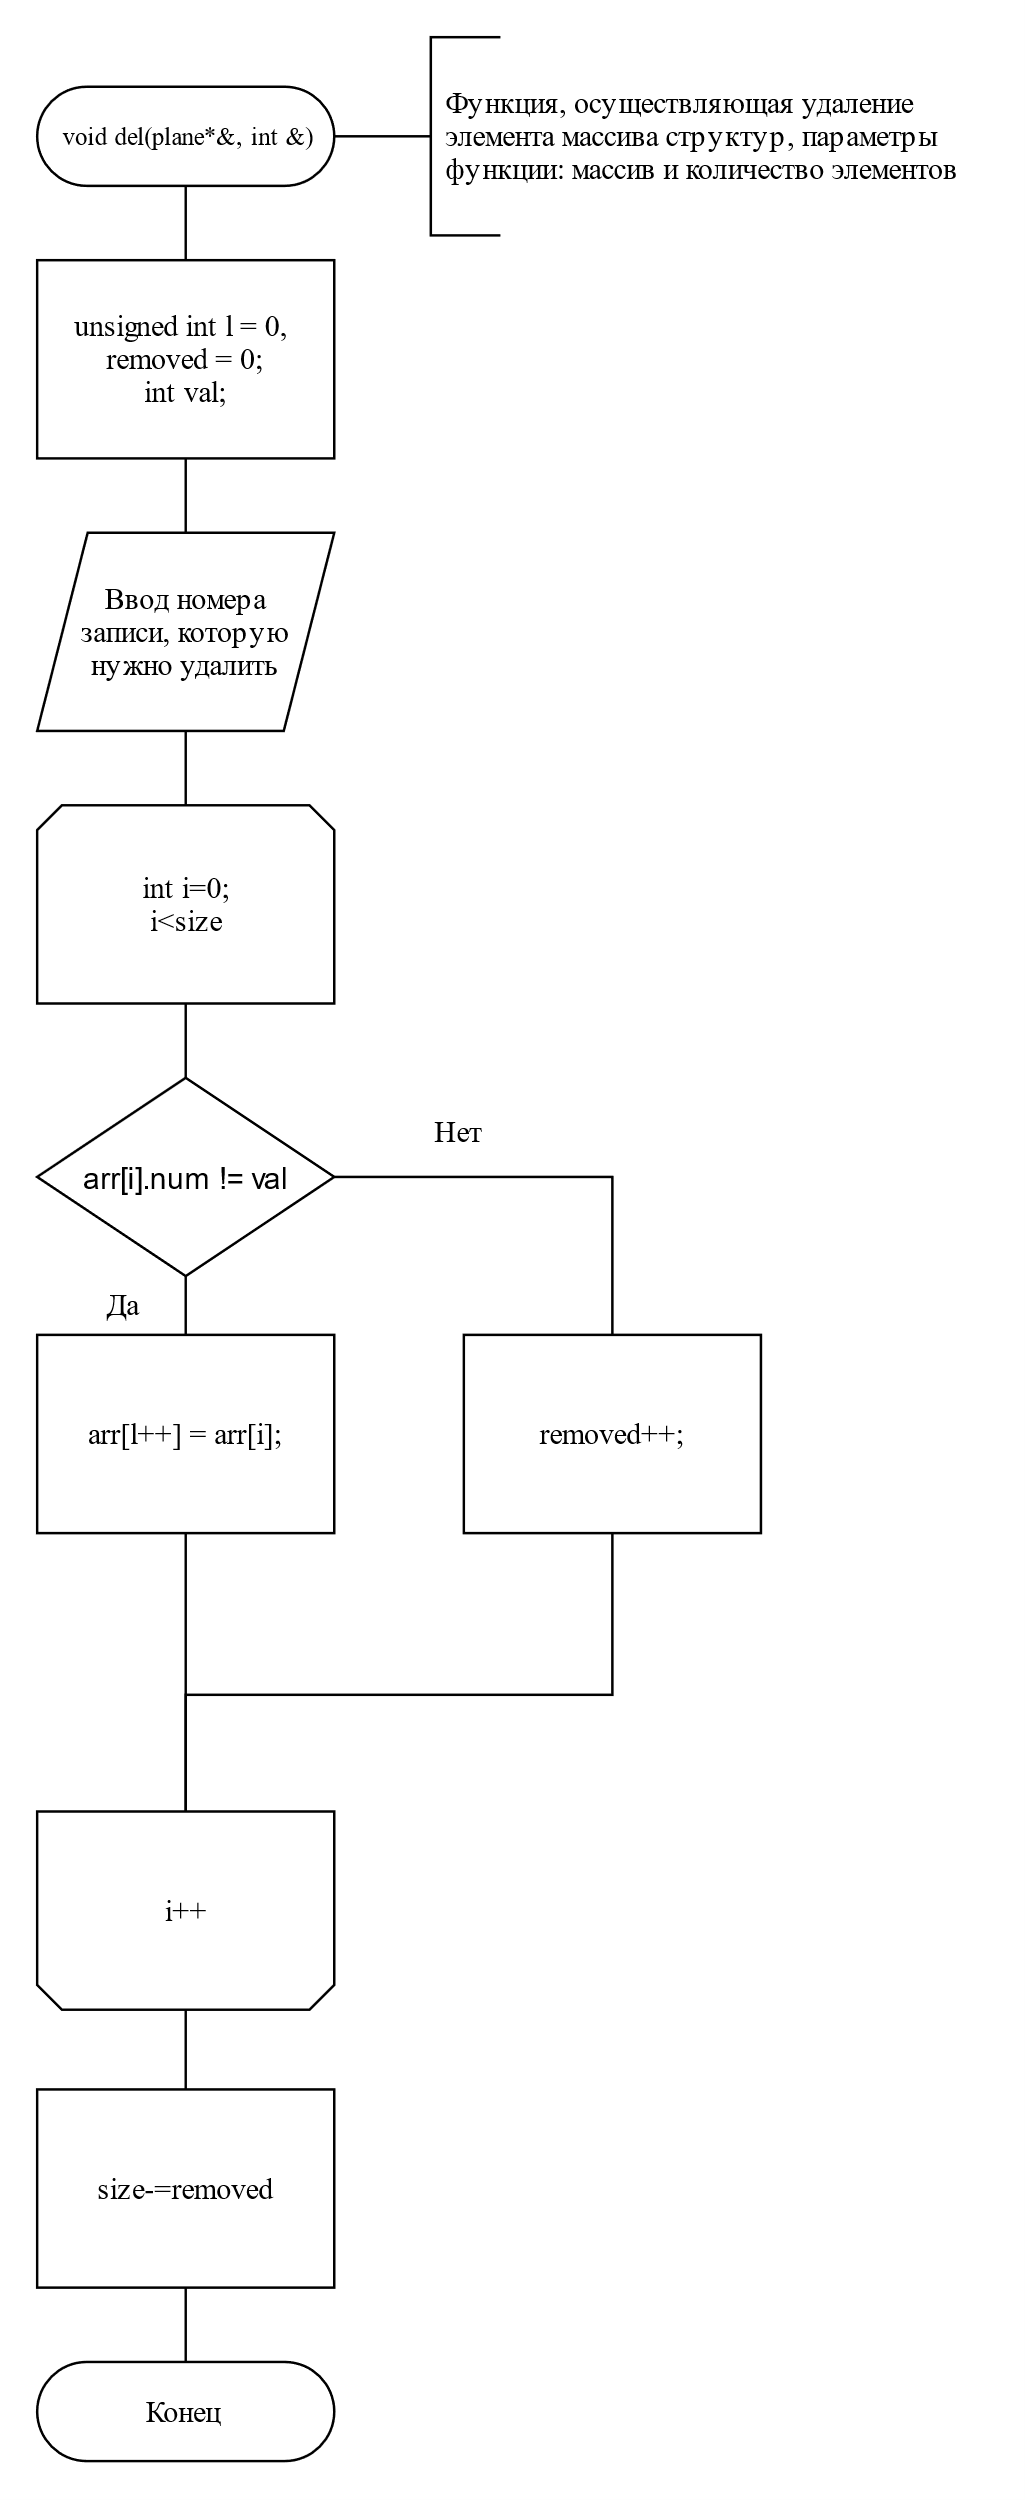 void del(plane*&, int &)
Функция, осуществляющая удаление
элемента массива структур, параметры
функции: массив и количество элементов
unsigned int l = 0,
removed = 0;
int val;
Ввод номера
записи, которую
нужно удалить
int i=0;
i<size
arr[i].num != val
Нет
Да
arr[l++] = arr[i];
removed++;
i++
size-=removed
Конец